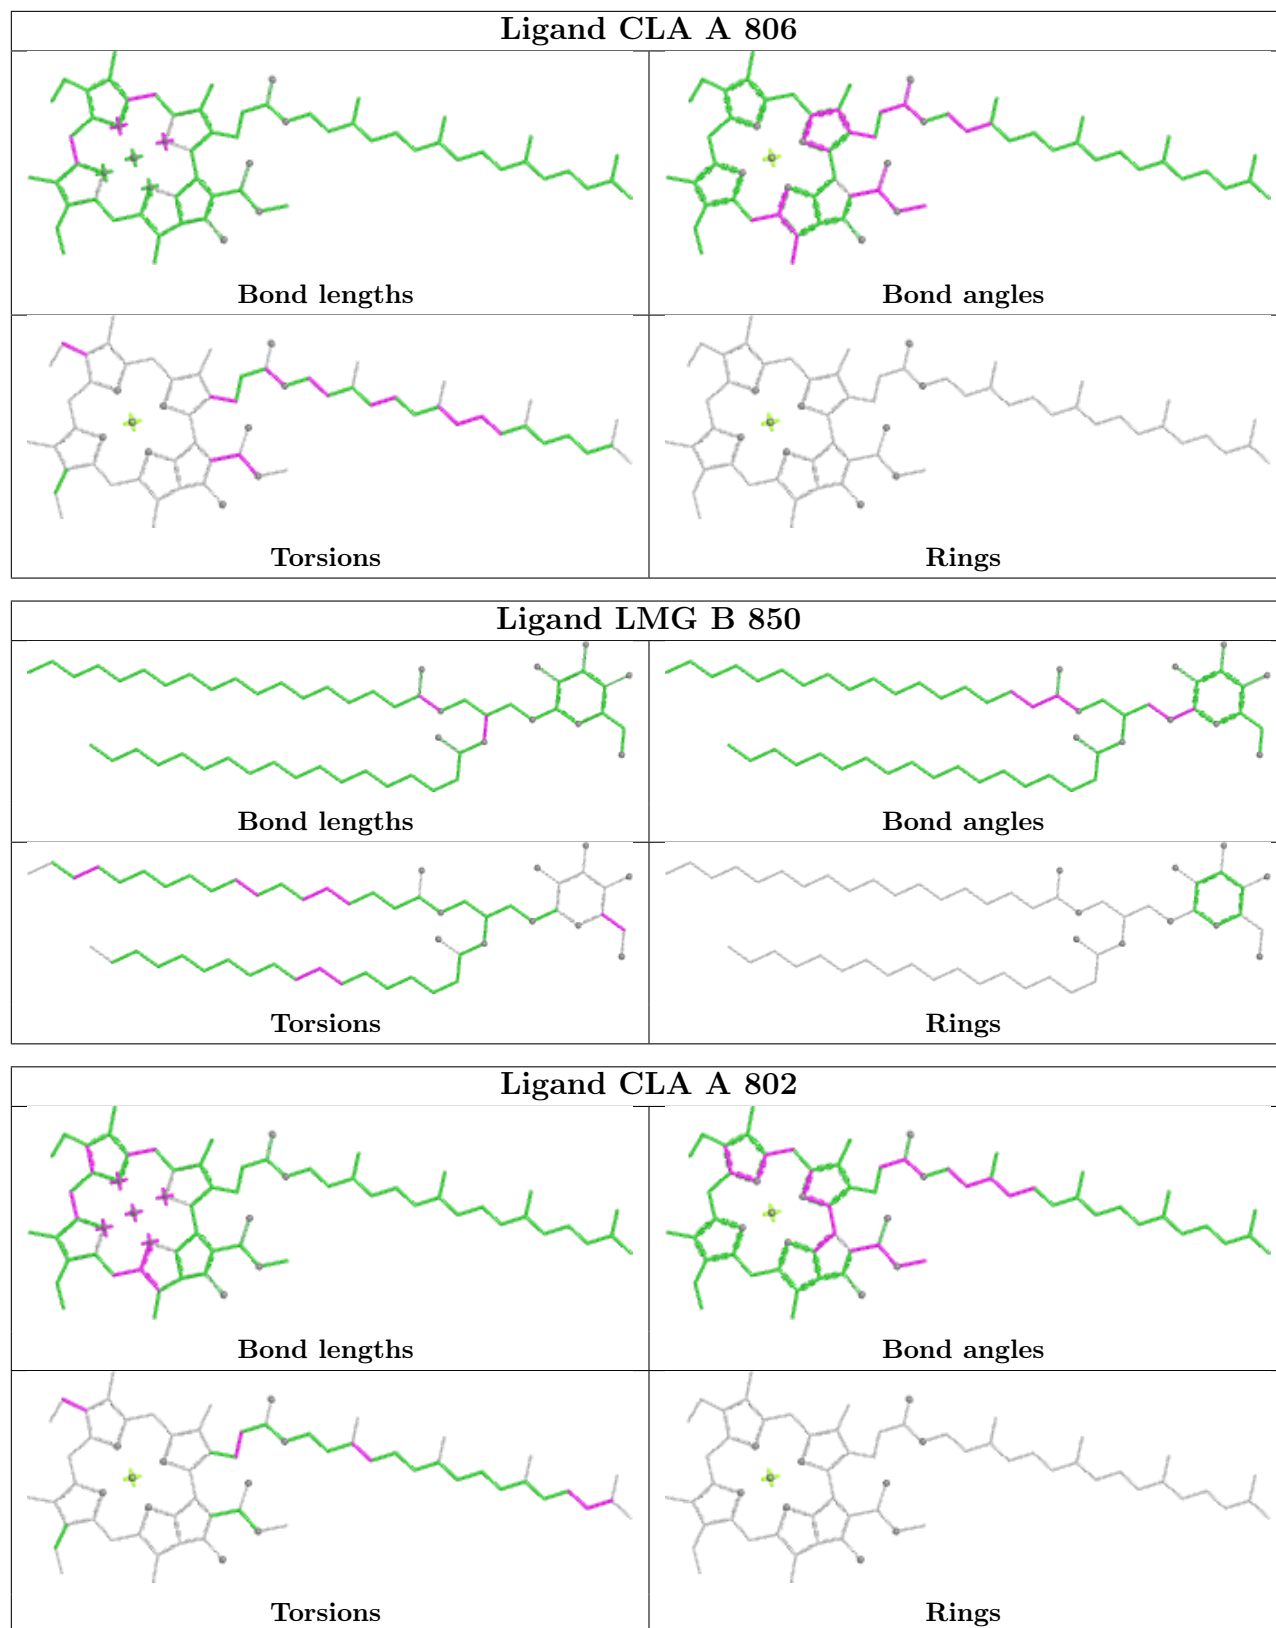 Ligand CLA A 806
Bond lengths
Bond angles
Torsions
Rings
Ligand LMG B 850
Bond lengths
Bond angles
Torsions
Rings
Ligand CLA A 802
Bond lengths
Bond angles
Torsions
Rings